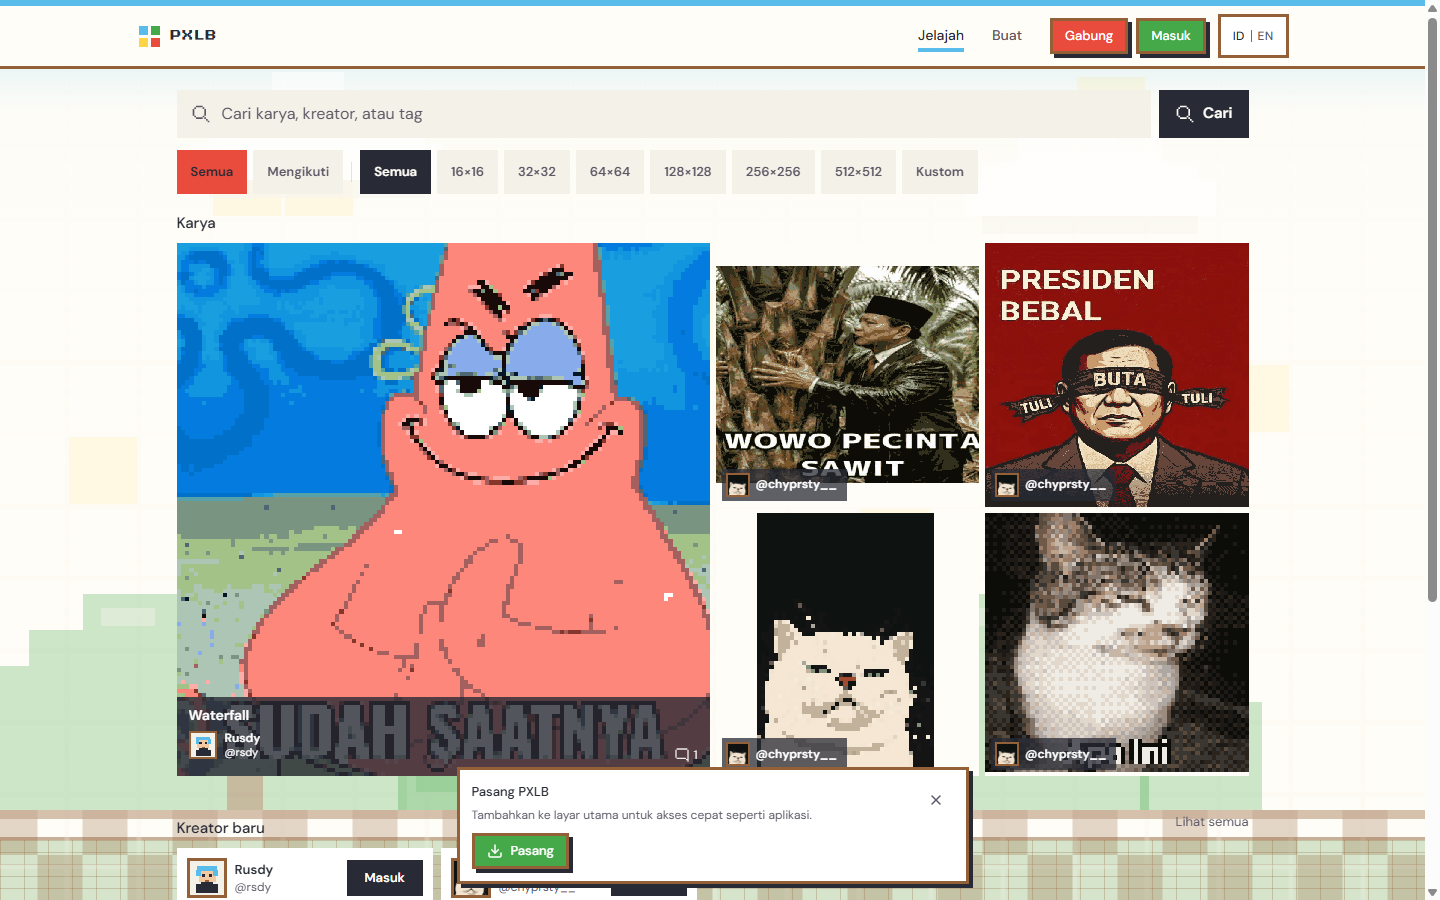 PXLB
Jelajah
Buat
Gabung
Masuk
ID | EN
Cari karya, kreator, atau tag
Cari
Semua
Mengikuti
Semua
16×16
32×32
64×64
128×128
256×256
512×512
Kustom
Karya
SUDAH SAATNYA
Waterfall
Rusdy
@rsdy
1
WOWO PECINTA
SAWIT
@chyprsty__
PRESIDEN
BEBAL
BUTA
TULI
TULI
@chyprsty__
@chyprsty__
@chyprsty__
Pasang PXLB
Tambahkan ke layar utama untuk akses cepat seperti aplikasi.
Pasang
Kreator baru
Lihat semua
Rusdy
@rsdy
Masuk
@chyprsty__